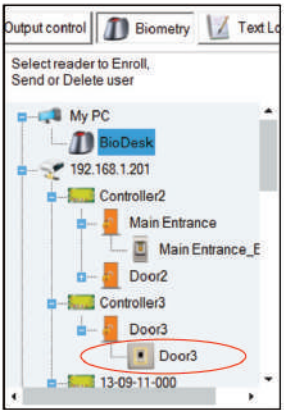 Output control Biometry Text Lo
Select reader to Enroll,
Send or Delete user
My PC
BioDesk
192.168.1.201
Controller2
Main Entrance
Main Entrance_E
Door2
Controller3
Door3
Door3
13-09-11-000